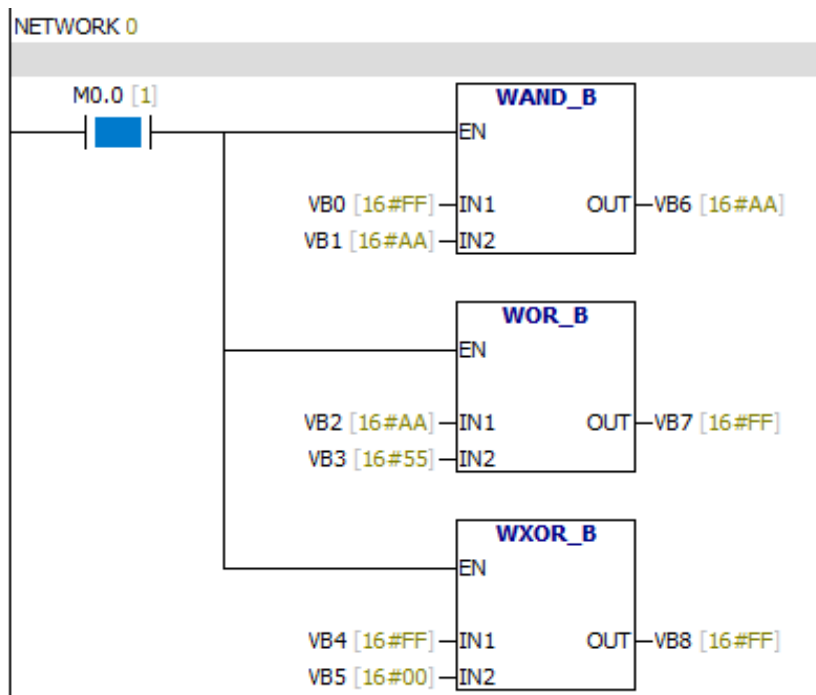 NETWORK 0
M0.0 [1]
WAND_B
EN
VB0 [16#FF] IN1 OUT VB6 [16#AA]
VB1 [16#AA] IN2
WOR_B
EN
VB2 [16#AA] IN1 OUT VB7 [16#FF]
VB3 [16#55] IN2
WXOR_B
EN
VB4 [16#FF] IN1 OUT VB8 [16#FF]
VB5 [16#00] IN2